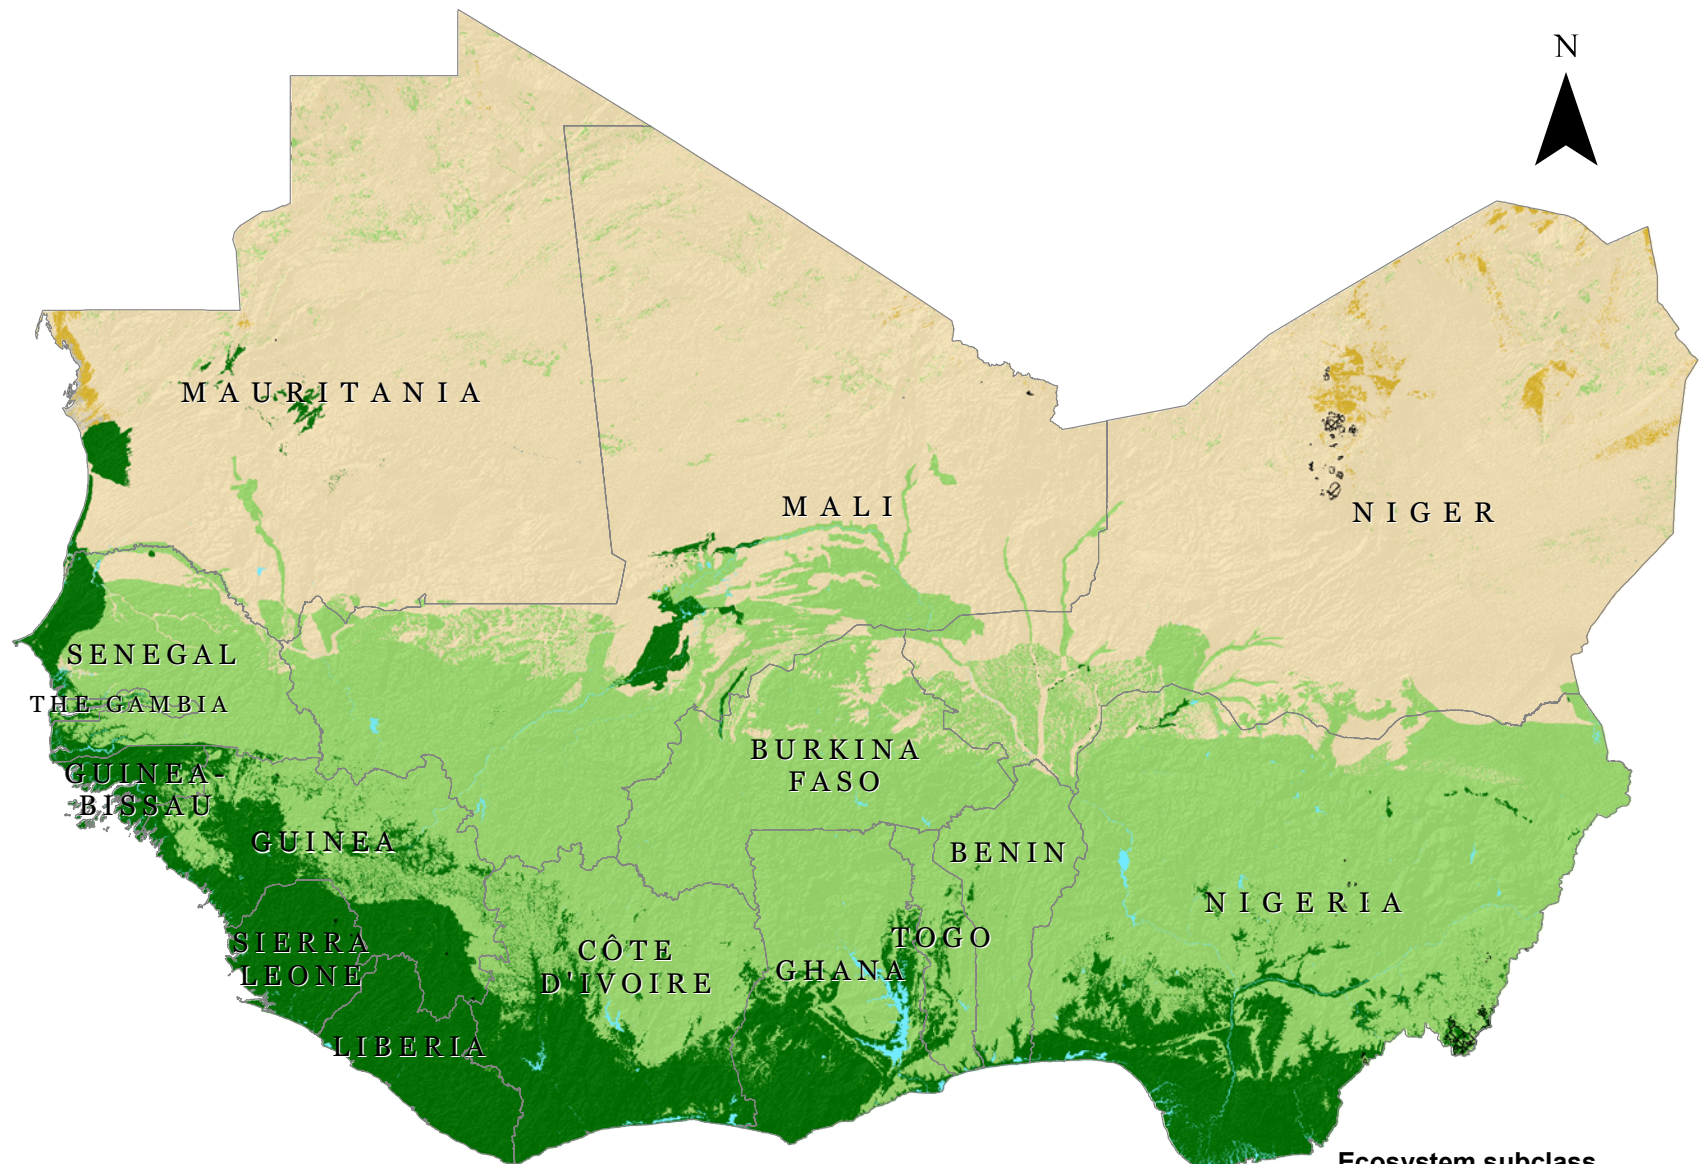 N
MAURITANIA
MALI
NIGER
SENEGAL
THE GAMBIA
GUINEA-
BISSAU
BURKINA
FASO
GUINEA
BENIN
NIGERIA
SIERRA
LEONE
CÔTE
D'IVOIRE
TOGO
GHANA
LIBERIA
Ecosystem subclass